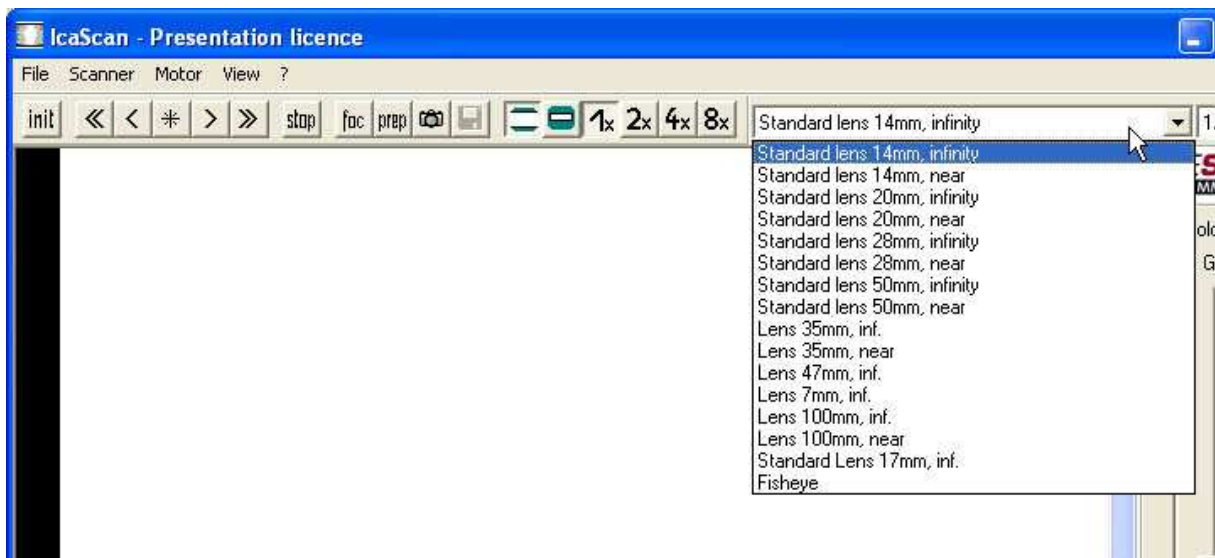 IcaScan - Presentation licence
File Scanner Motor View ?
init << < * > >> stop foc prep 1x 2x 4x 8x Standard lens 14mm, infinity 1.
Standard lens 14mm, infinity
Standard lens 14mm, near
Standard lens 20mm, infinity
Standard lens 20mm, near
Standard lens 28mm, infinity
Standard lens 28mm, near
Standard lens 50mm, infinity
Standard lens 50mm, near
Lens 35mm, inf.
Lens 35mm, near
Lens 47mm, inf.
Lens 7mm, inf.
Lens 100mm, inf.
Lens 100mm, near
Standard Lens 17mm, inf.
Fisheye